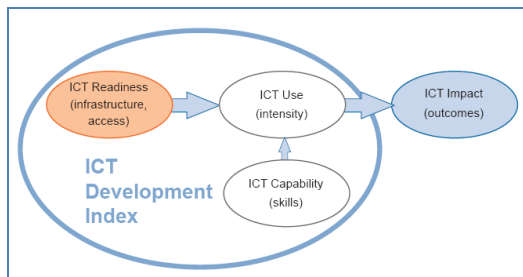 ICT Readiness
(infrastructure,
access)
ICT Use
(intensity)
ICT Impact
(outcomes)
ICT
Development
Index
ICT Capability
(skills)